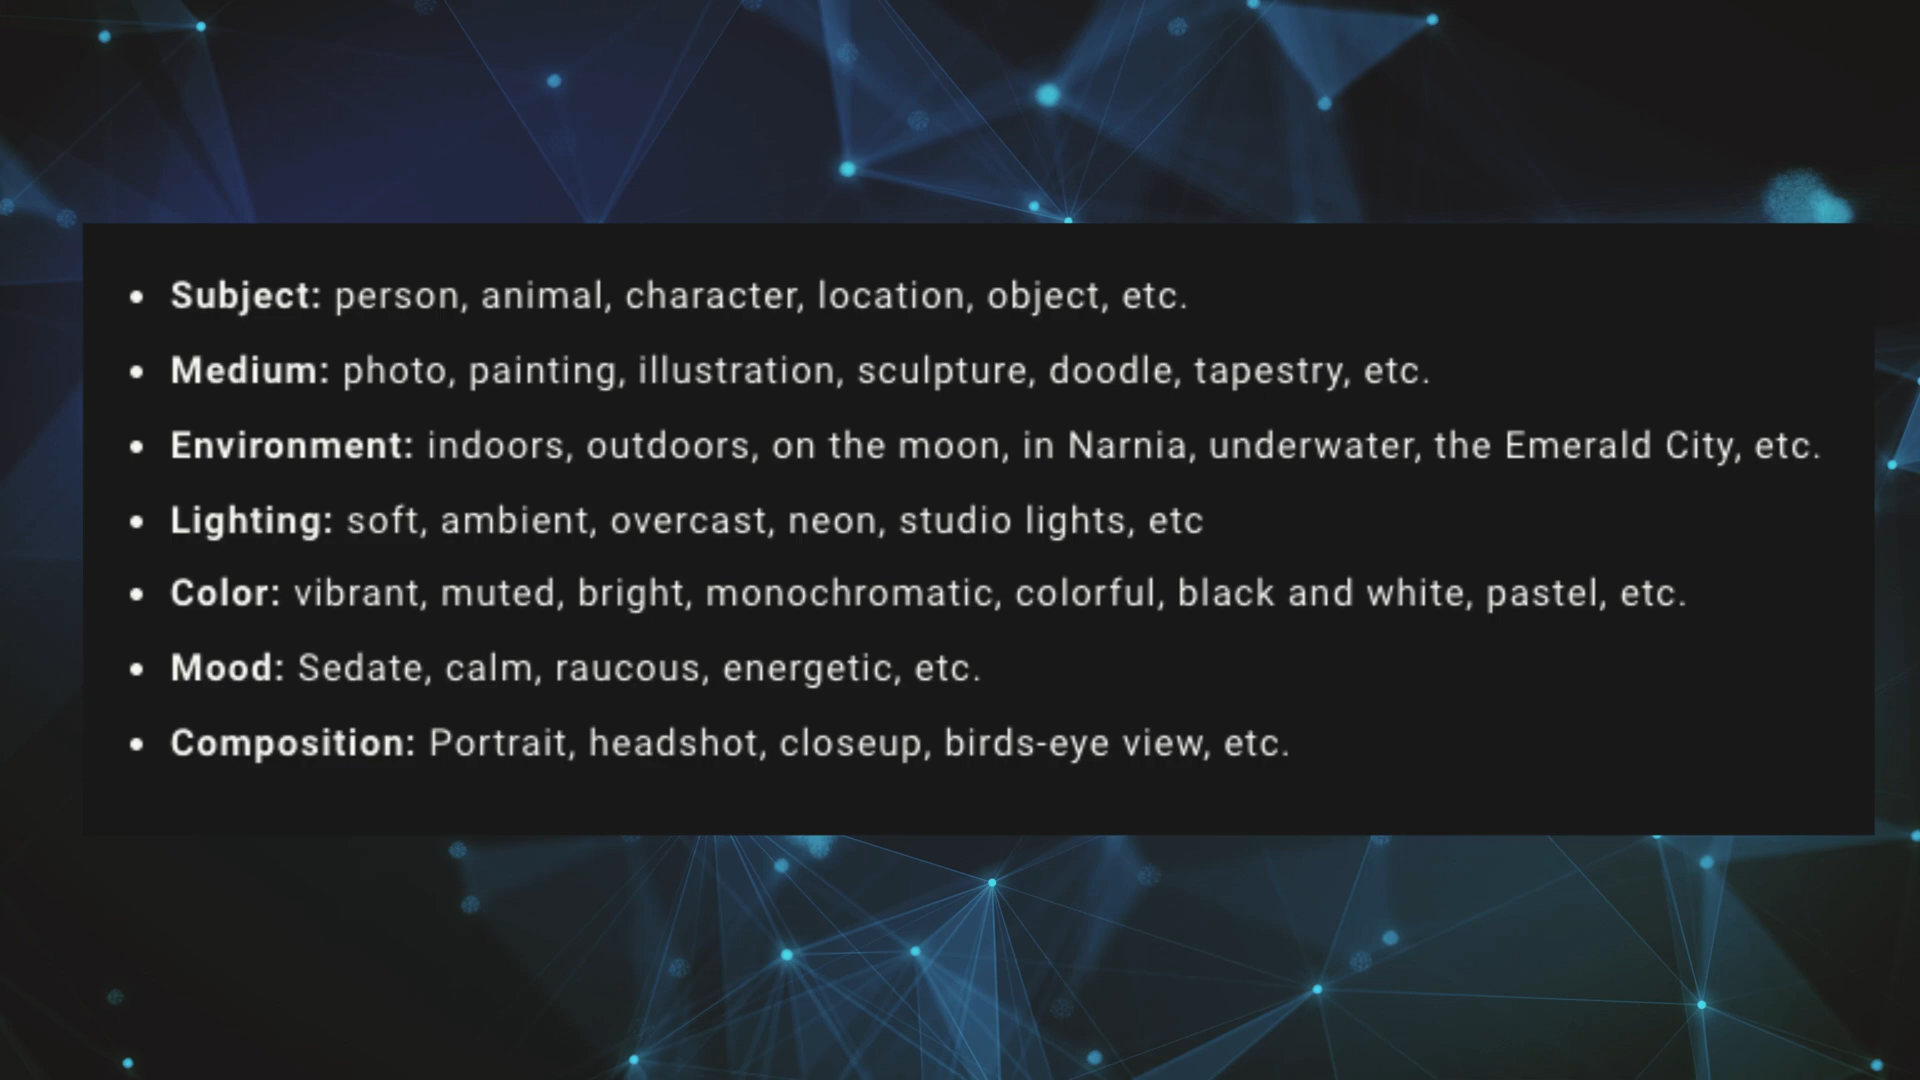 • Subject: person, animal, character, location, object, etc.
• Medium: photo, painting, illustration, sculpture, doodle, tapestry, etc.
• Environment: indoors, outdoors, on the moon, in Narnia, underwater, the Emerald City, etc.
• Lighting: soft, ambient, overcast, neon, studio lights, etc
• Color: vibrant, muted, bright, monochromatic, colorful, black and white, pastel, etc.
• Mood: Sedate, calm, raucous, energetic, etc.
• Composition: Portrait, headshot, closeup, birds-eye view, etc.